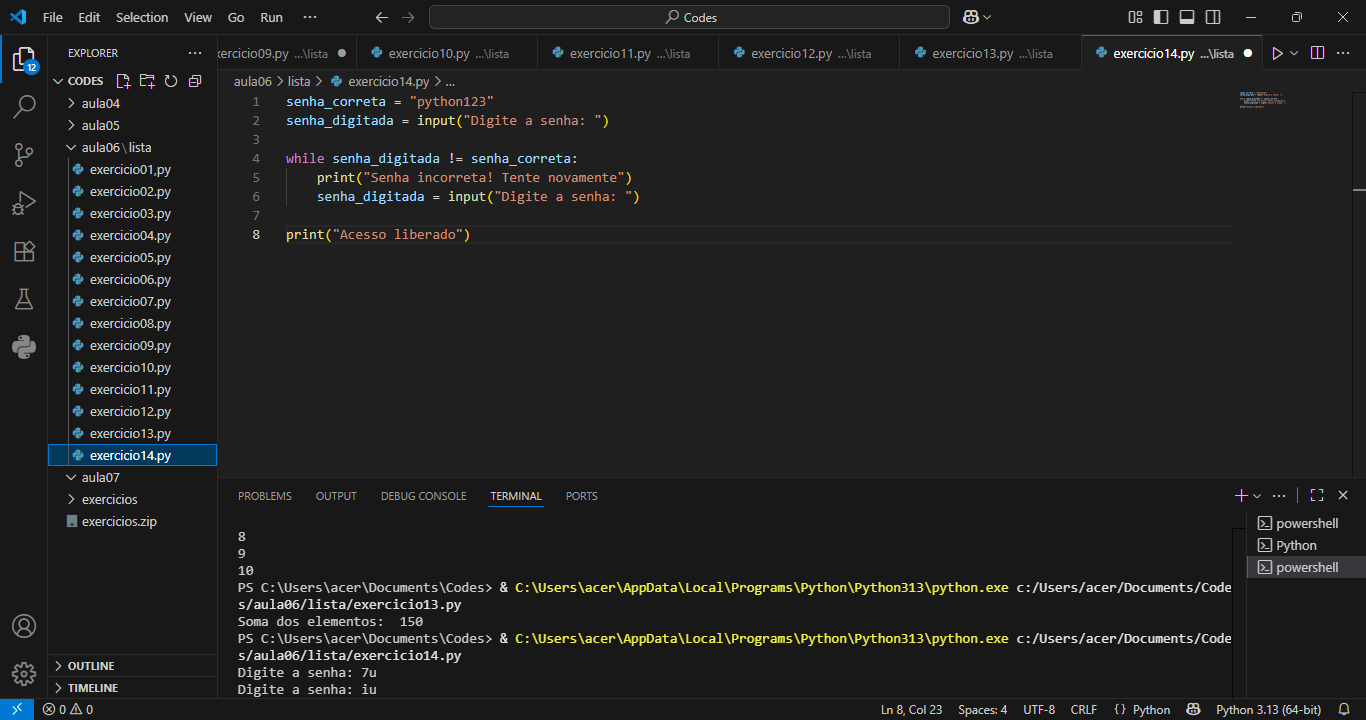 File Edit Selection View Go Run ···
Codes
12
EXPLORER ···
CODES
aula04
aula05
aula06\lista
exercicio01,py
exercicio02.py
exercicio03.py
exercicio04.py
exercicio05.py
exercicio06.py
exercicio07.py
exercicio08.py
exercicio09.py
exercicio10.py
exercicio11.py
exercicio12.py
exercicio13.py
exercicio14.py
aula07
exercicios
exercicios.zip
OUTLINE
TIMELINE
xercicio09.py ...\lista exercicio10.py ...\lista exercicio11.py ...\lista exercicio12.py ...\lista exercicio13.py ...\lista exercicio14.py ...\lista
aula06 > lista > exercicio14.py > ...
1 senha_correta = "python123"
2 senha_digitada = input("Digite a senha: ")
3
4 while senha_digitada != senha_correta:
5 print("Senha incorreta! Tente novamente")
6 senha_digitada = input("Digite a senha: ")
7
8 print("Acesso liberado")
PROBLEMS OUTPUT DEBUG CONSOLE TERMINAL PORTS
8
9
10
PS C:\Users\acer\Documents\Codes> & C:\Users\acer\AppData\Local\Programs\Python\Python313\python.exe c:/Users/acer/Documents/Code
s/aula06/lista/exercicio13.py
Soma dos elementos:  150
PS C:\Users\acer\Documents\Codes> & C:\Users\acer\AppData\Local\Programs\Python\Python313\python.exe c:/Users/acer/Documents/Code
s/aula06/lista/exercicio14.py
Digite a senha: 7u
Digite a senha: iu
powershell
Python
powershell
0 0 Ln 8, Col 23 Spaces: 4 UTF-8 CRLF {} Python Python 3.13 (64-bit)